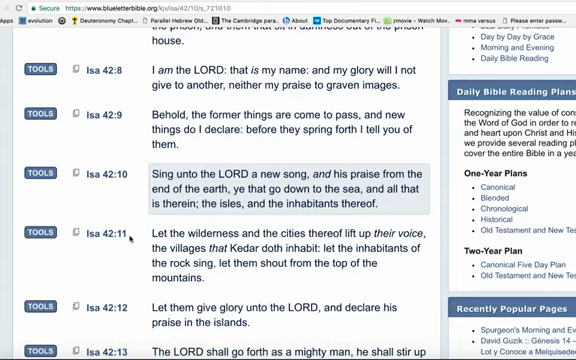 Secure https://www.blueletterbible.org/kjv/isa/42/10/s_721010
Apps evolution Deuteronomy Chapt... Parallel Hebrew Old... The Cambridge para... About Top Documentary Fi... zmovie - Watch Mov... mma versus Please enter passw...
the prison, and them that sit in darkness out of the prison
house.
TOOLS Isa 42:8 I am the LORD: that is my name: and my glory will I not
give to another, neither my praise to graven images.
TOOLS Isa 42:9 Behold, the former things are come to pass, and new
things do I declare: before they spring forth I tell you of
them.
TOOLS Isa 42:10 Sing unto the LORD a new song, and his praise from the
end of the earth, ye that go down to the sea, and all that
is therein; the isles, and the inhabitants thereof.
TOOLS Isa 42:11 Let the wilderness and the cities thereof lift up their voice,
the villages that Kedar doth inhabit: let the inhabitants of
the rock sing, let them shout from the top of the
mountains.
TOOLS Isa 42:12 Let them give glory unto the LORD, and declare his
praise in the islands.
TOOLS Isa 42:13 The LORD shall go forth as a mighty man, he shall stir up
Day by Day by Grace
Morning and Evening
Daily Bible Reading
Daily Bible Reading Plans
Recognizing the value of cons
the Word of God in order to re
and heart upon Christ and His
we provide several reading pl
cover the entire Bible in a yea
One-Year Plans
Canonical
Blended
Chronological
Historical
Old Testament and New Tes
Two-Year Plan
Canonical Five Day Plan
Old Testament and New Tes
Recently Popular Pages
Spurgeon's Morning and Ev
David Guzik :: Génesis 14 –
Lot y Conoce a Melquisedec